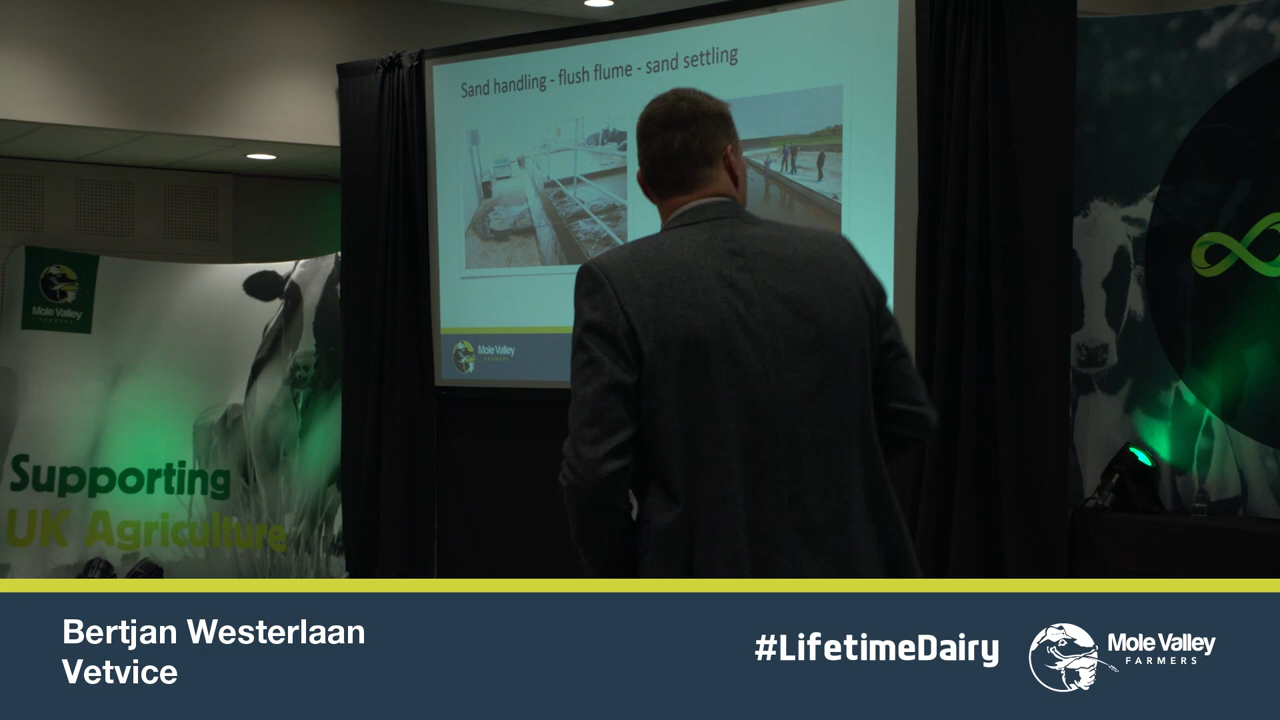 Sand handling - flush flume - sand settling
Mole Valley
FARMERS
Mole Valley
FARMERS
Supporting
UK Agriculture
Bertjan Westerlaan
Vetvice
#LifetimeDairy
Mole Valley
FARMERS